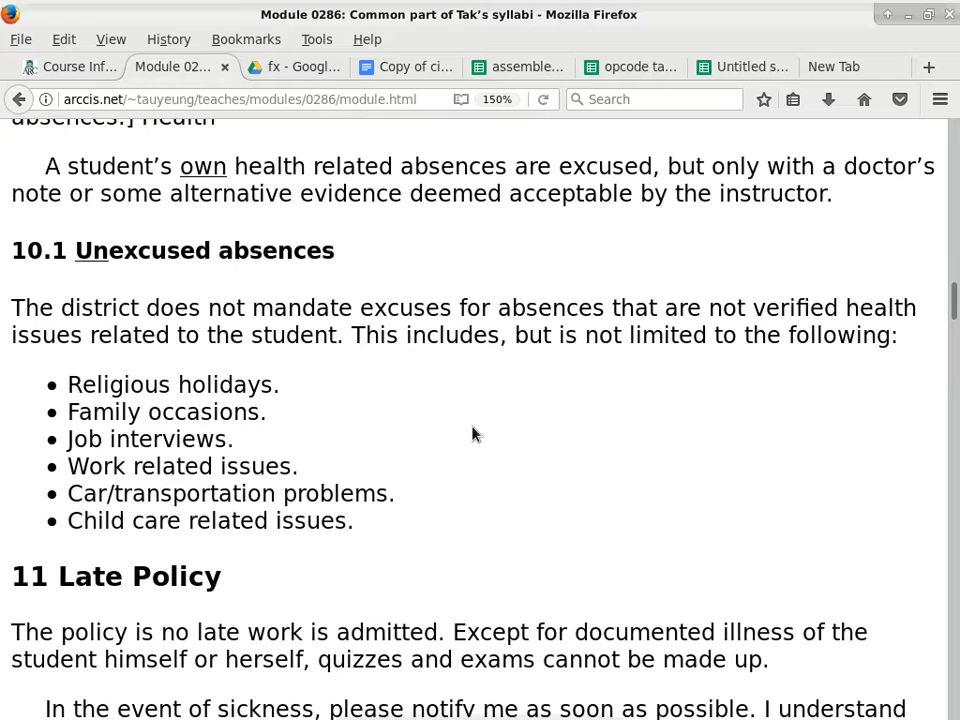 Module 0286: Common part of Tak's syllabi - Mozilla Firefox
File Edit View History Bookmarks Tools Help
Course Inf... Module 02... fx - Googl... Copy of ci... assemble... opcode ta... Untitled s... New Tab
arccis.net/~tauyeung/teaches/modules/0286/module.html 150% Search
absences.] Health
A student's own health related absences are excused, but only with a doctor's
note or some alternative evidence deemed acceptable by the instructor.
10.1 Unexcused absences
The district does not mandate excuses for absences that are not verified health
issues related to the student. This includes, but is not limited to the following:
• Religious holidays.
• Family occasions.
• Job interviews.
• Work related issues.
• Car/transportation problems.
• Child care related issues.
11 Late Policy
The policy is no late work is admitted. Except for documented illness of the
student himself or herself, quizzes and exams cannot be made up.
In the event of sickness, please notify me as soon as possible. I understand